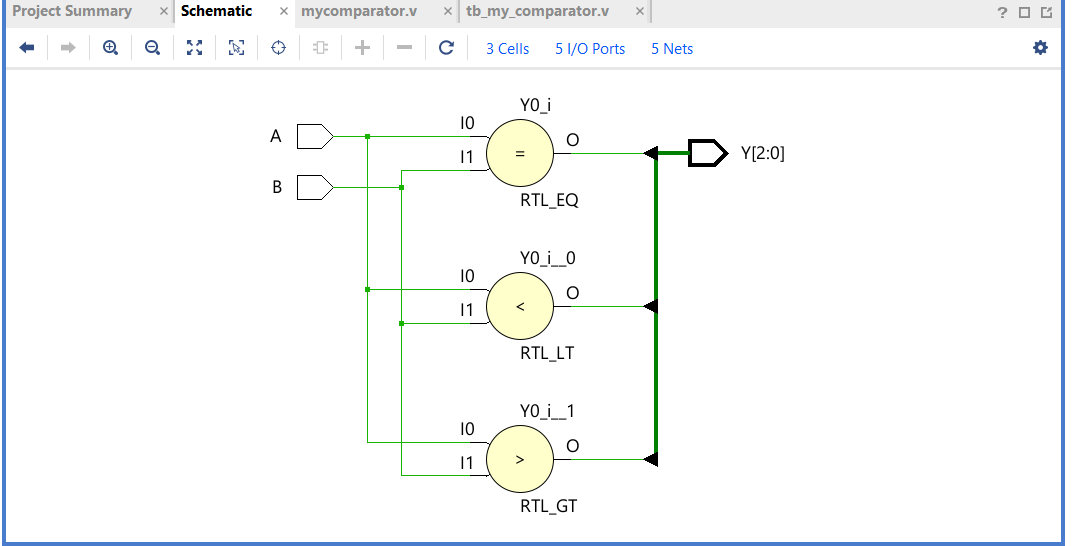 Project Summary × Schematic × mycomparator.v × tb_my_comparator.v × ?
3 Cells 5 I/O Ports 5 Nets
Y0_i
A I0 O
I1 = Y[2:0]
B
RTL_EQ
Y0_i__0
I0 O
I1 <
RTL_LT
Y0_i__1
I0 O
I1 >
RTL_GT